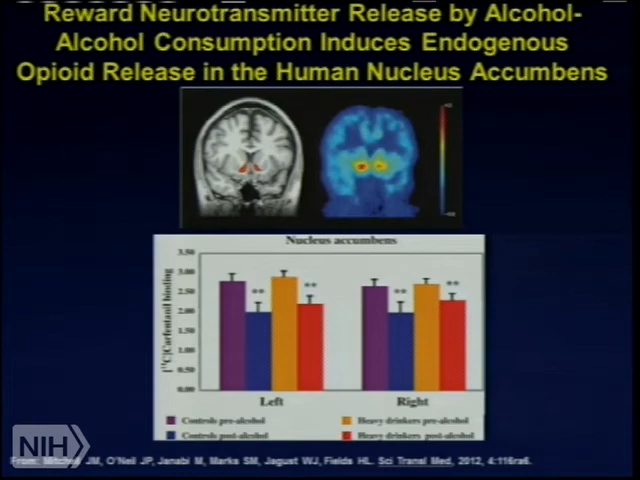 Reward Neurotransmitter Release by Alcohol-
Alcohol Consumption Induces Endogenous
Opioid Release in the Human Nucleus Accumbens
Nucleus accumbens
[¹¹C]Carfentanil binding
3.50
3.00
2.50
2.00
1.50
1.00
0.50
0.00
** ** ** **
Left Right
Controls pre-alcohol Heavy drinkers pre-alcohol
Controls post-alcohol Heavy drinkers post-alcohol
NIH
From: Mitchell JM, O'Neil JP, Janabi M, Marks SM, Jagust WJ, Fields HL. Sci Transl Med, 2012, 4:116ra6.